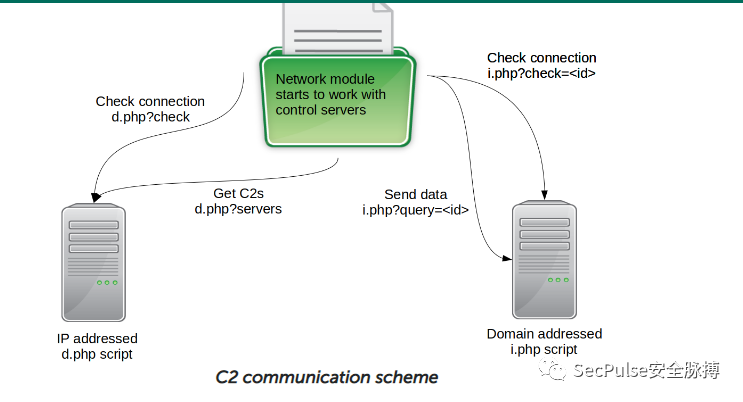 Network module
starts to work with
control servers
Check connection
i.php?check=<id>
Check connection
d.php?check
Get C2s
d.php?servers
Send data
i.php?query=<id>
IP addressed
d.php script
Domain addressed
i.php script
C2 communication scheme
SecPulse安全脉搏